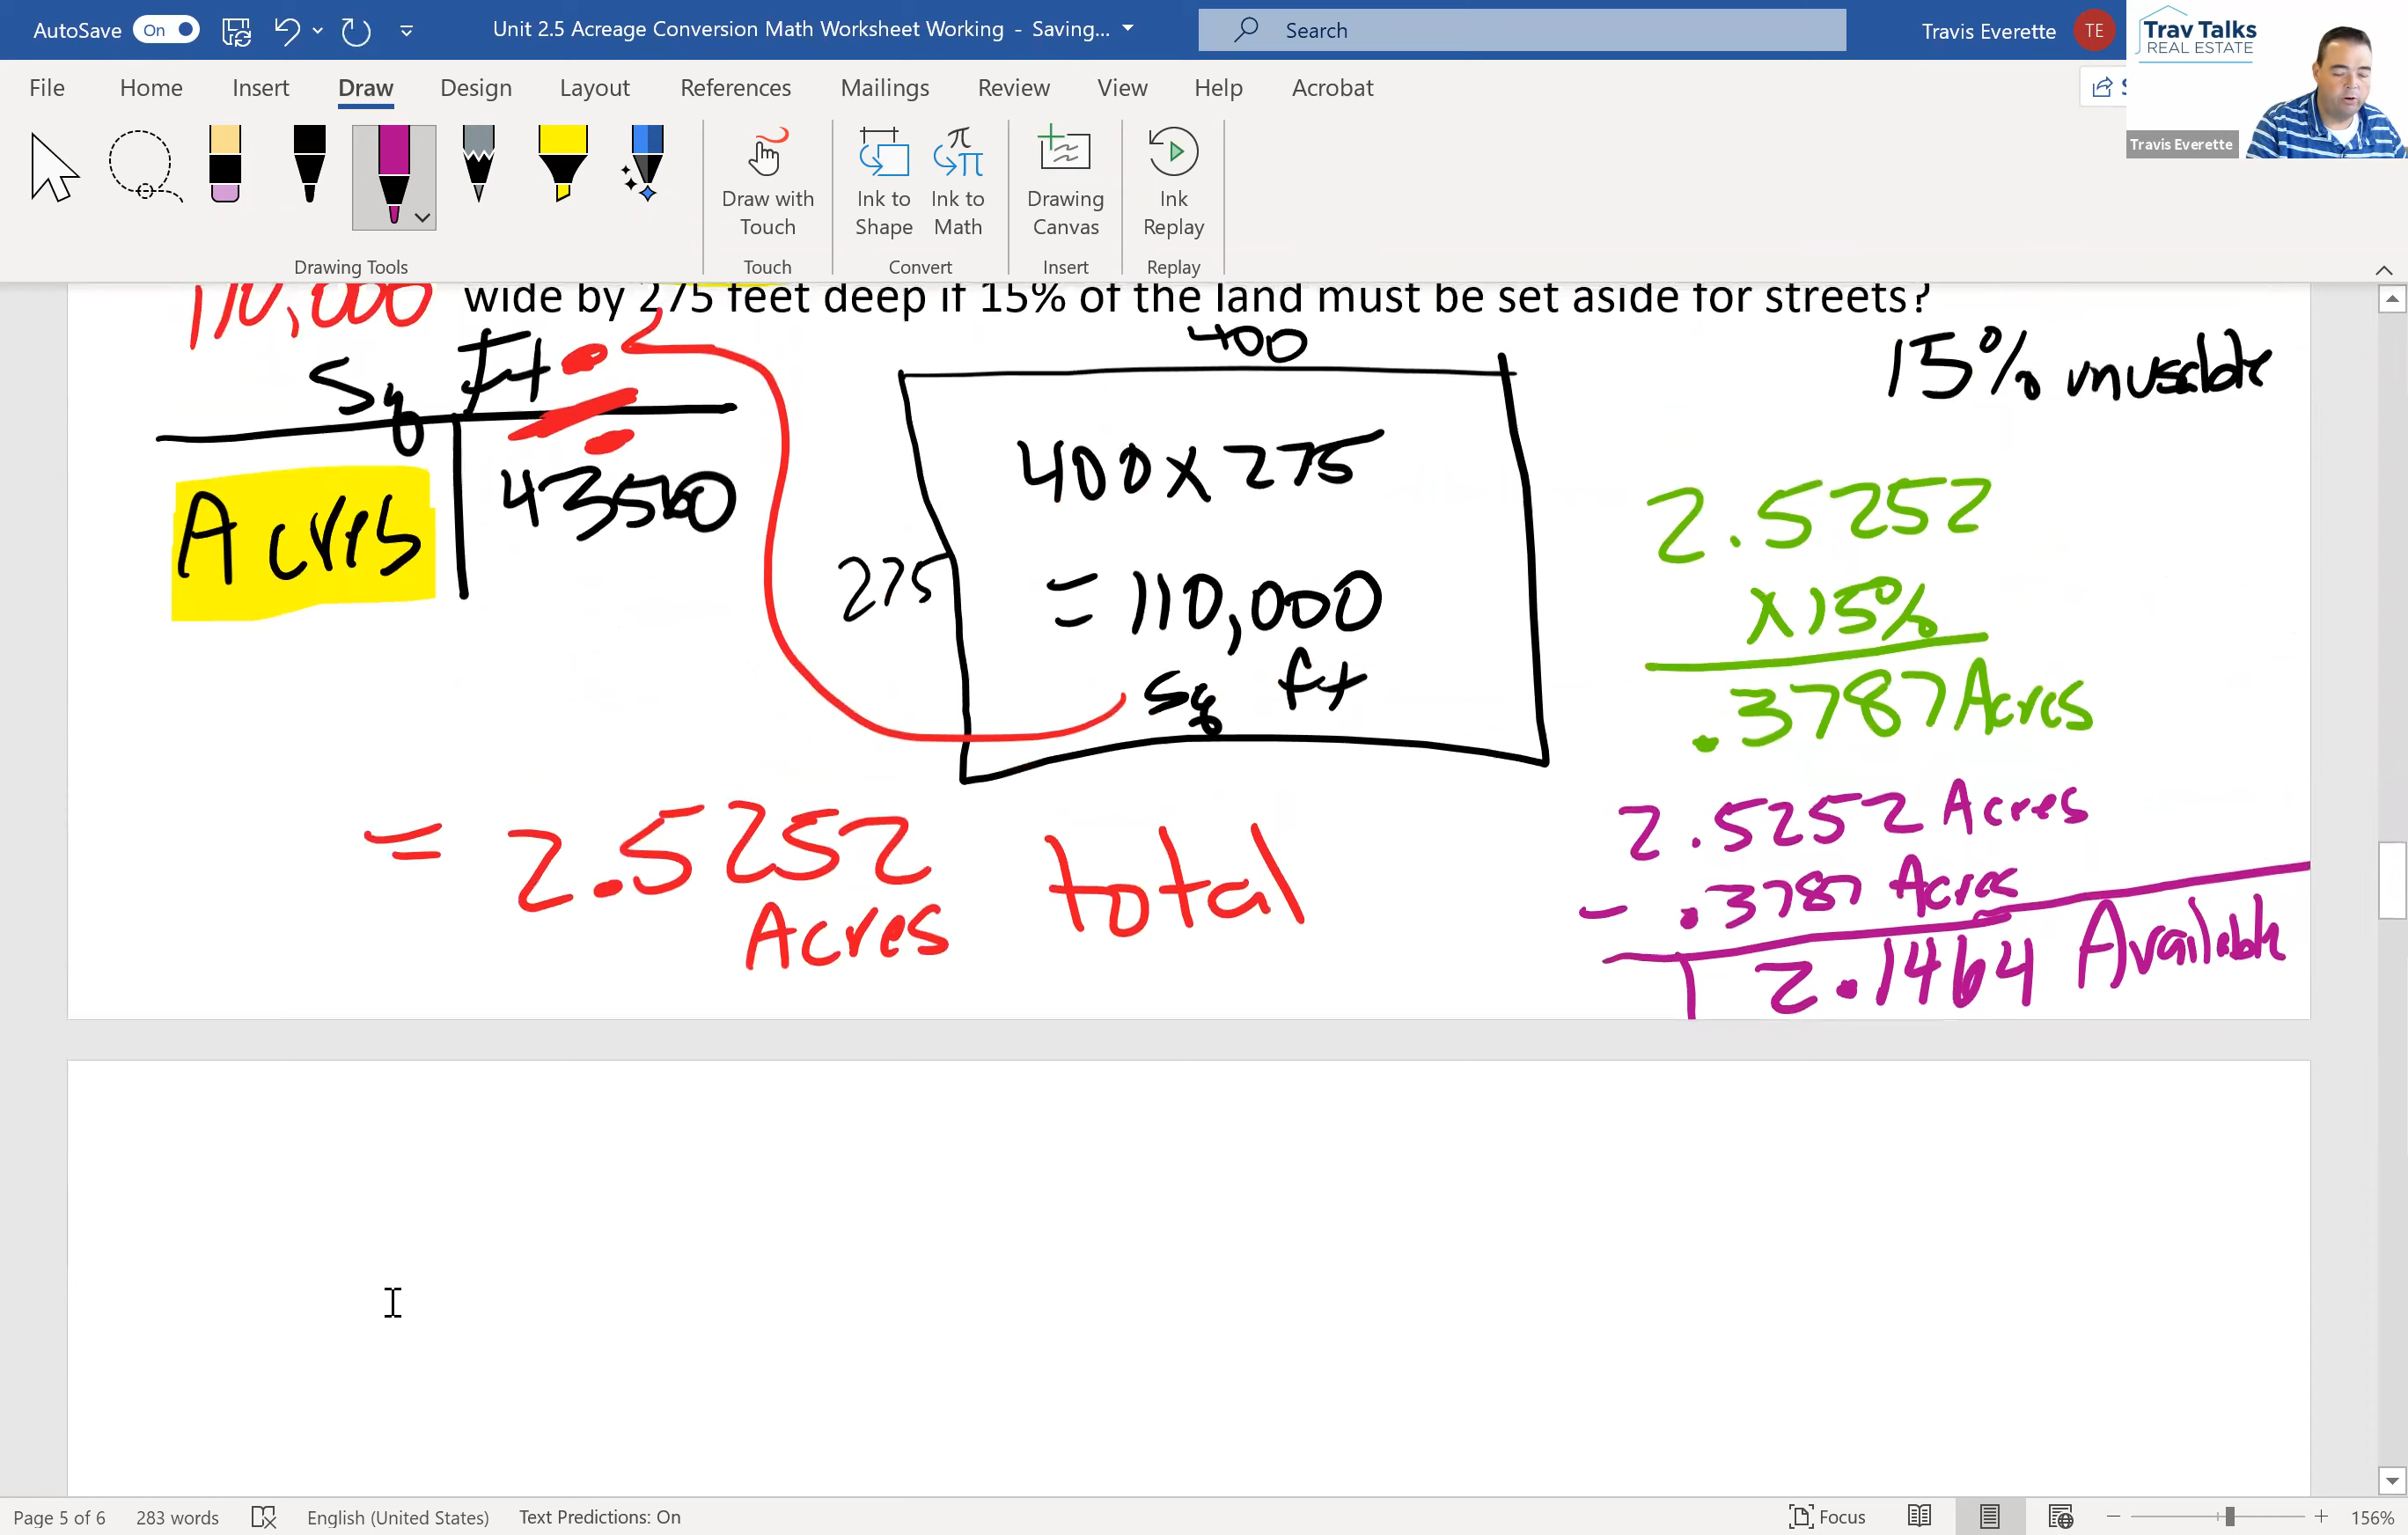 AutoSave On
Unit 2.5 Acreage Conversion Math Worksheet Working - Saving...
Search
Travis Everette TE
Trav Talks
REAL ESTATE
Travis Everette
File Home Insert Draw Design Layout References Mailings Review View Help Acrobat
Draw with Touch
Ink to Shape
Ink to Math
Drawing Canvas
Ink Replay
Drawing Tools Touch Convert Insert Replay
110,000 wide by 275 feet deep if 15% of the land must be set aside for streets?
Sq Ft
Acres 43560
400
275
400 x 275
= 110,000
sq ft
15% unusable
2.5252
x 15%
.3787 Acres
2.5252 Acres
- .3787 Acres
2.1464 Available
= 2.5252
Acres
total
Page 5 of 6 283 words English (United States) Text Predictions: On Focus 156%